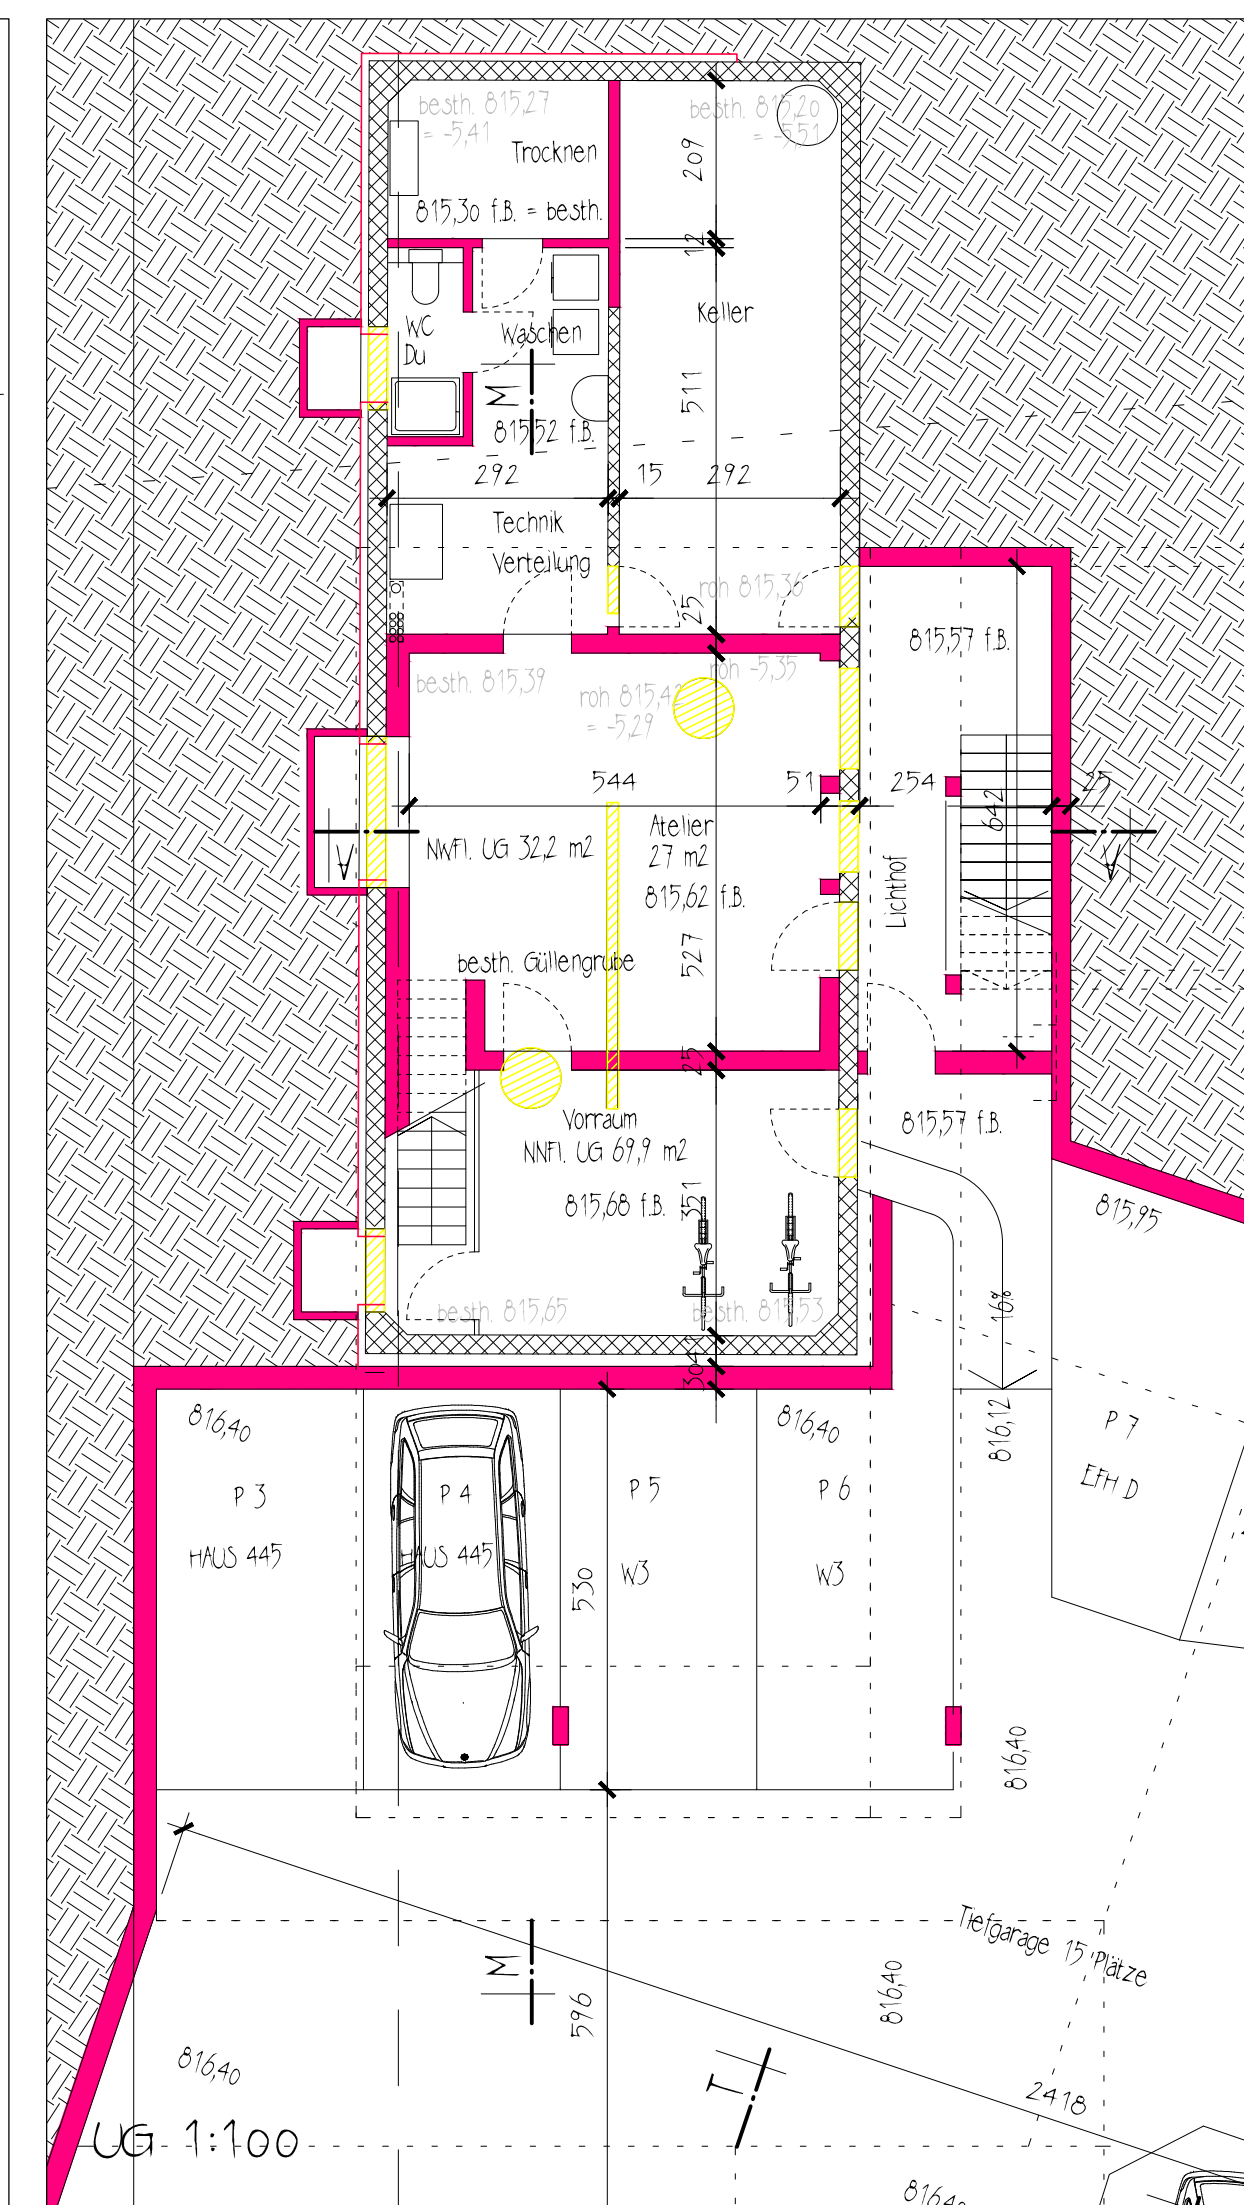 besth. 815,27
= -5,41
besth. 815,20
= -5,51
Trocknen
209
815,30 f.B. = besth.
12
WC
Du
Waschen
Keller
M
511
815,52 f.B.
292
15
292
Technik
Verteilung
roh 815,36
25
815,57 f.B.
besth. 815,39
roh 815,42
= -5,29
roh -5,35
544
51
254
25
642
A
NWFl. UG 32,2 m2
Atelier
27 m2
815,62 f.B.
Lichthof
A
527
besth. Güllengrube
25
Vorraum
NNFl. UG 69,9 m2
815,57 f.B.
815,68 f.B.
351
815,95
besth. 815,65
besth. 815,53
16%
41
30
816,40
816,40
816,12
P 7
EFH D
P 3
P 4
P 5
P 6
HAUS 445
HAUS 445
W3
W3
530
816,40
Tiefgarage 15 Plätze
M
596
816,40
816,40
T
2418
UG 1:100
816,40